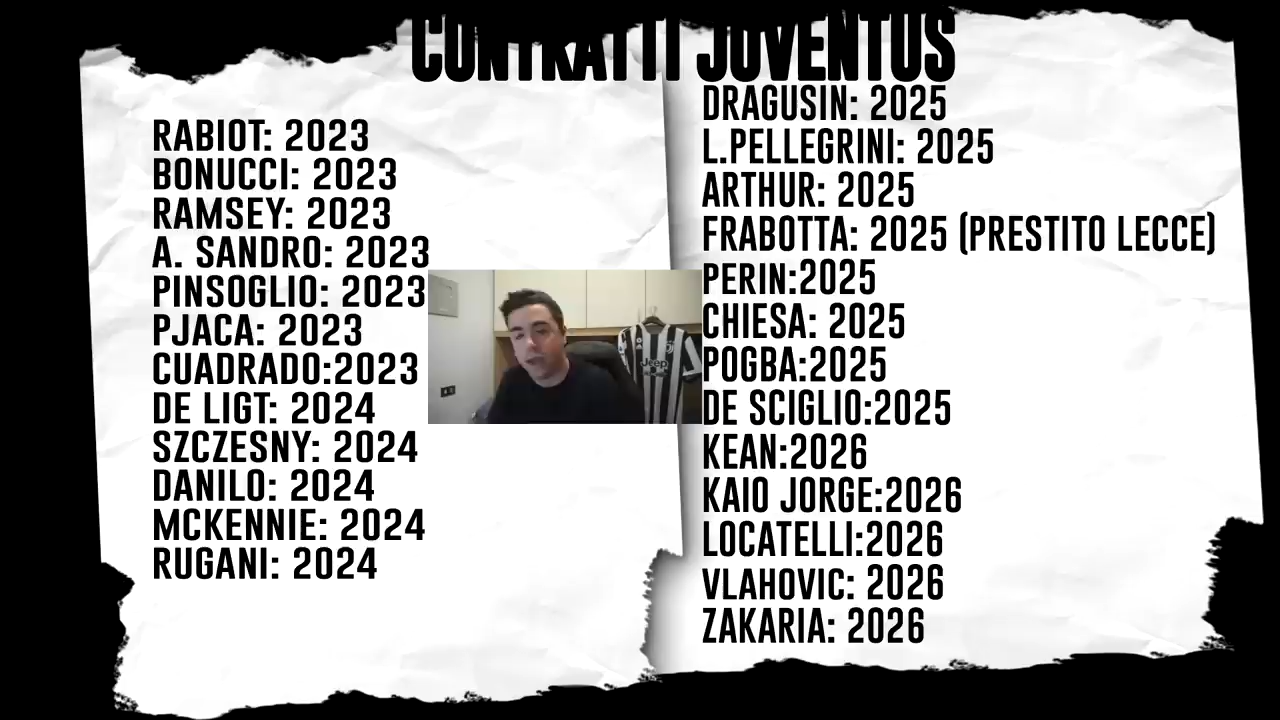 CONTRATTI JUVENTUS
RABIOT: 2023
BONUCCI: 2023
RAMSEY: 2023
A. SANDRO: 2023
PINSOGLIO: 2023
PJACA: 2023
CUADRADO:2023
DE LIGT: 2024
SZCZESNY: 2024
DANILO: 2024
MCKENNIE: 2024
RUGANI: 2024
Jeep
DRAGUSIN: 2025
L.PELLEGRINI: 2025
ARTHUR: 2025
FRABOTTA: 2025 (PRESTITO LECCE)
PERIN:2025
CHIESA: 2025
POGBA:2025
DE SCIGLIO:2025
KEAN:2026
KAIO JORGE:2026
LOCATELLI:2026
VLAHOVIC: 2026
ZAKARIA: 2026